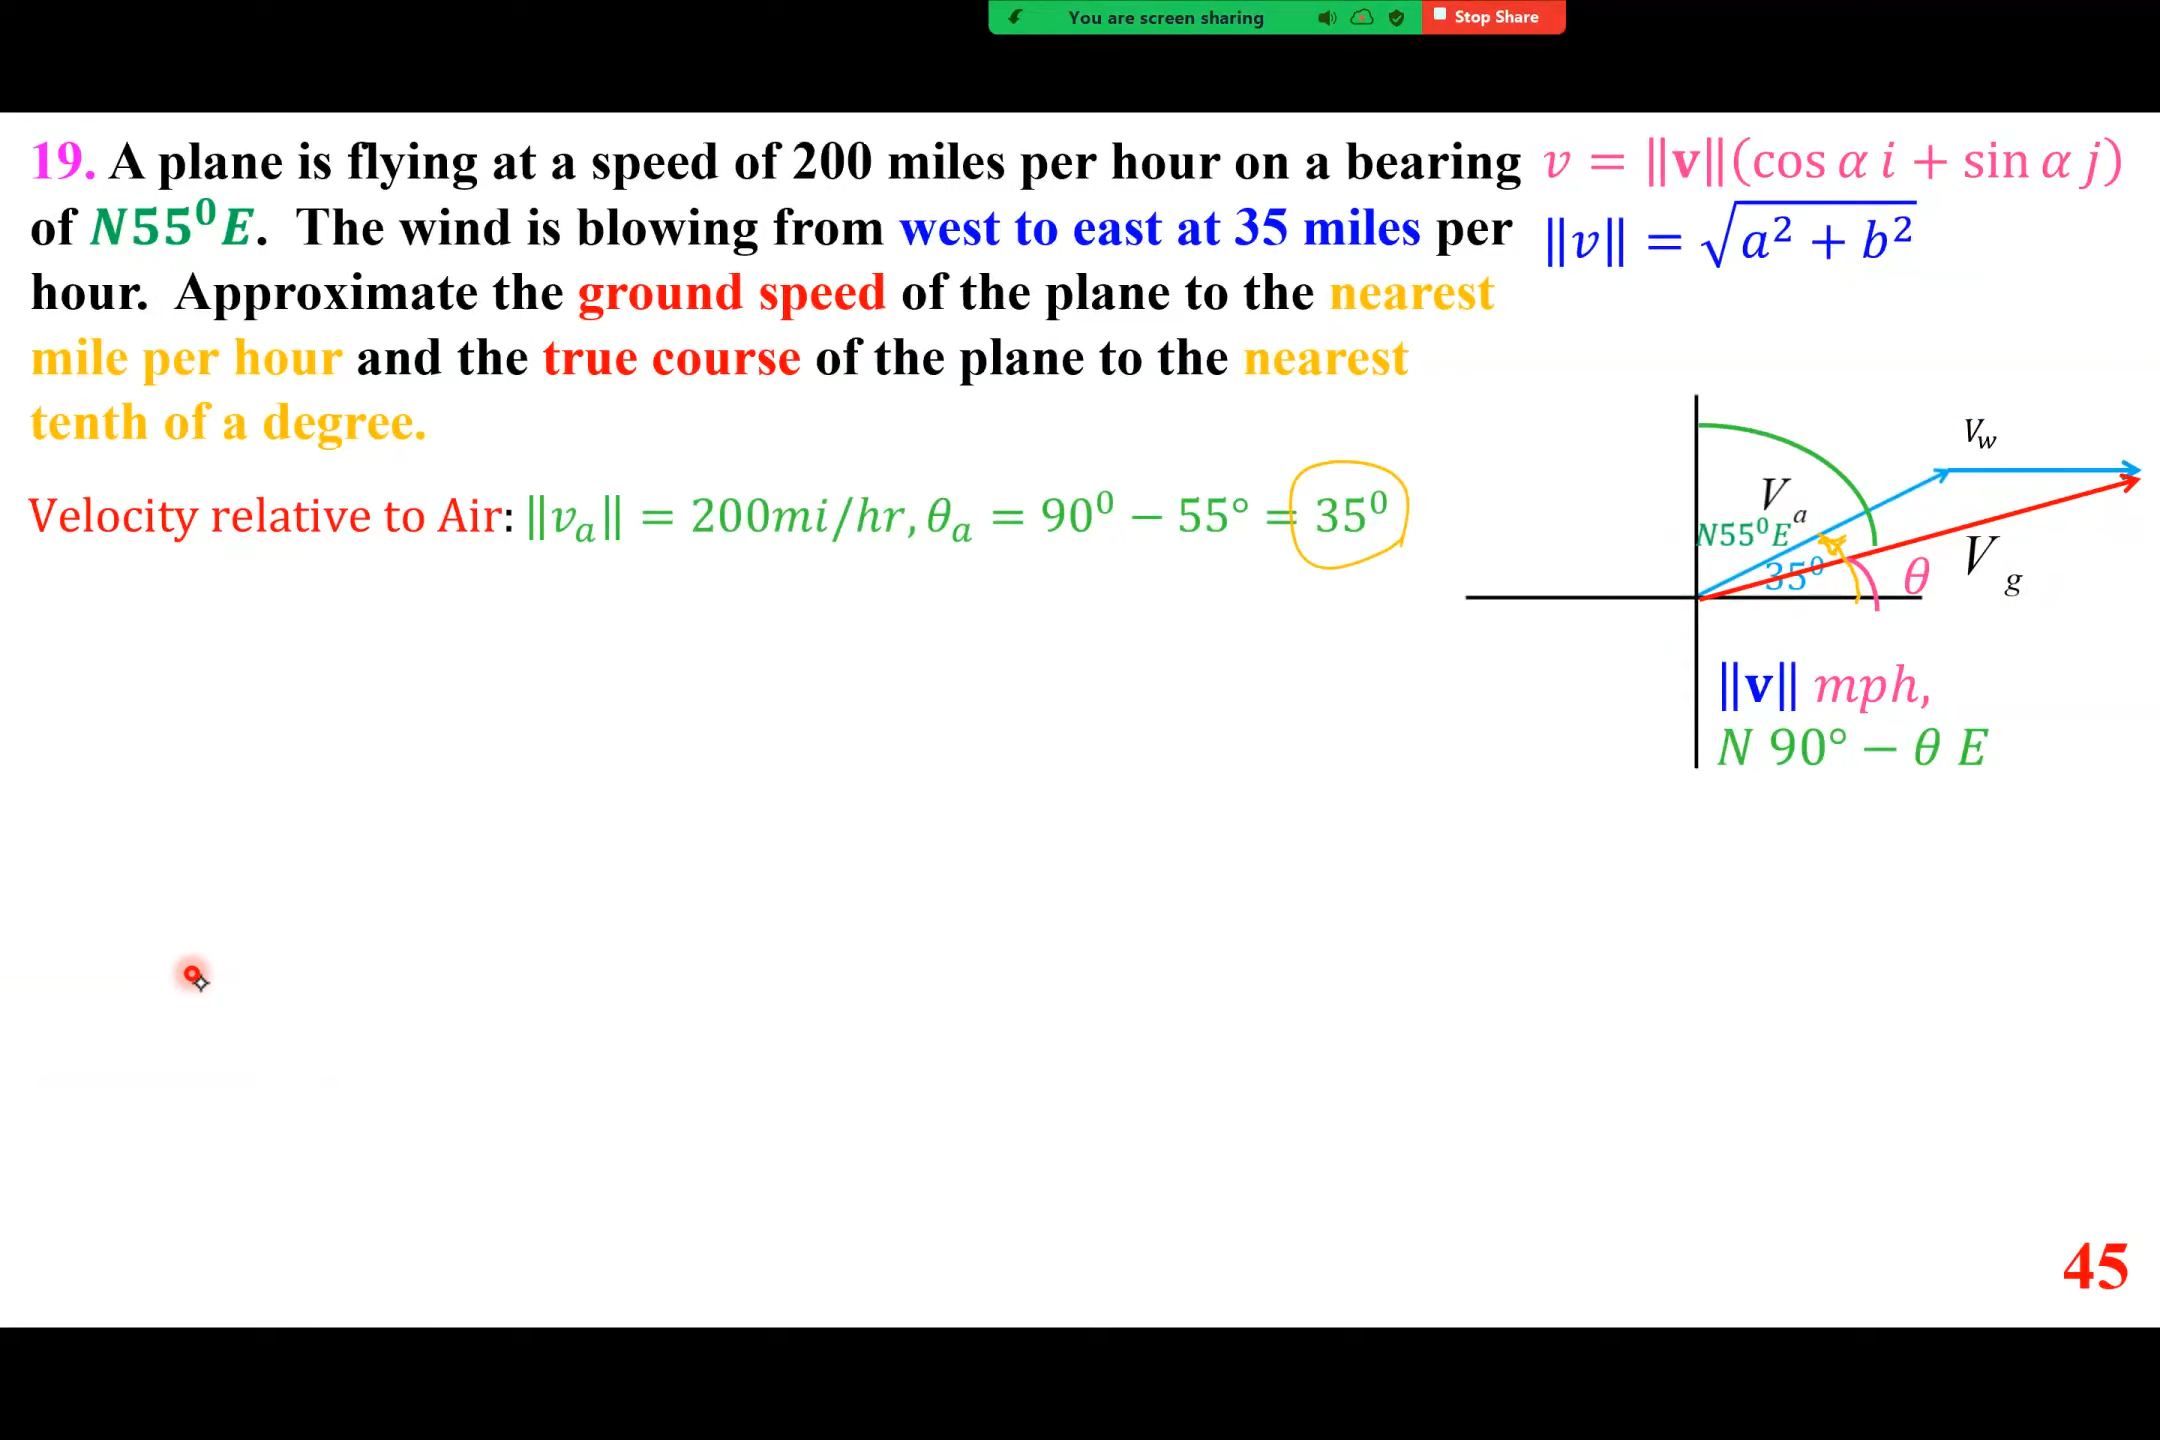 You are screen sharing
Stop Share
19. A plane is flying at a speed of 200 miles per hour on a bearing
of N55⁰E. The wind is blowing from west to east at 35 miles per
hour. Approximate the ground speed of the plane to the nearest
mile per hour and the true course of the plane to the nearest
tenth of a degree.
v = ‖v‖(cos α i + sin α j)
‖v‖ = √(a² + b²)
Velocity relative to Air: ‖vₐ‖ = 200mi/hr, θₐ = 90⁰ − 55° = 35⁰
V_w
Vₐ
N55⁰E
35⁰
θ
V_g
‖v‖ mph,
N 90° − θ E
45